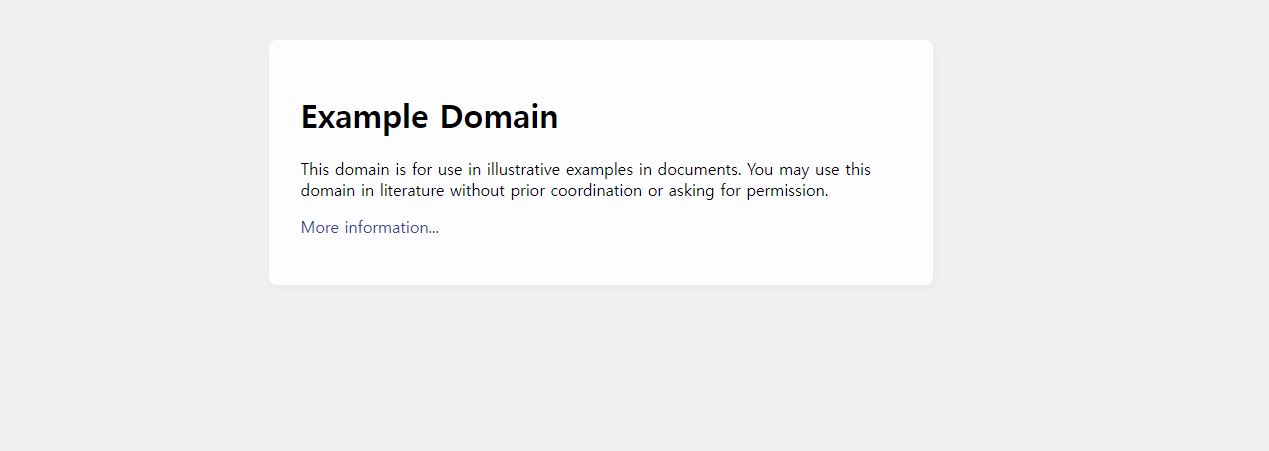 Example Domain
This domain is for use in illustrative examples in documents. You may use this
domain in literature without prior coordination or asking for permission.
More information...